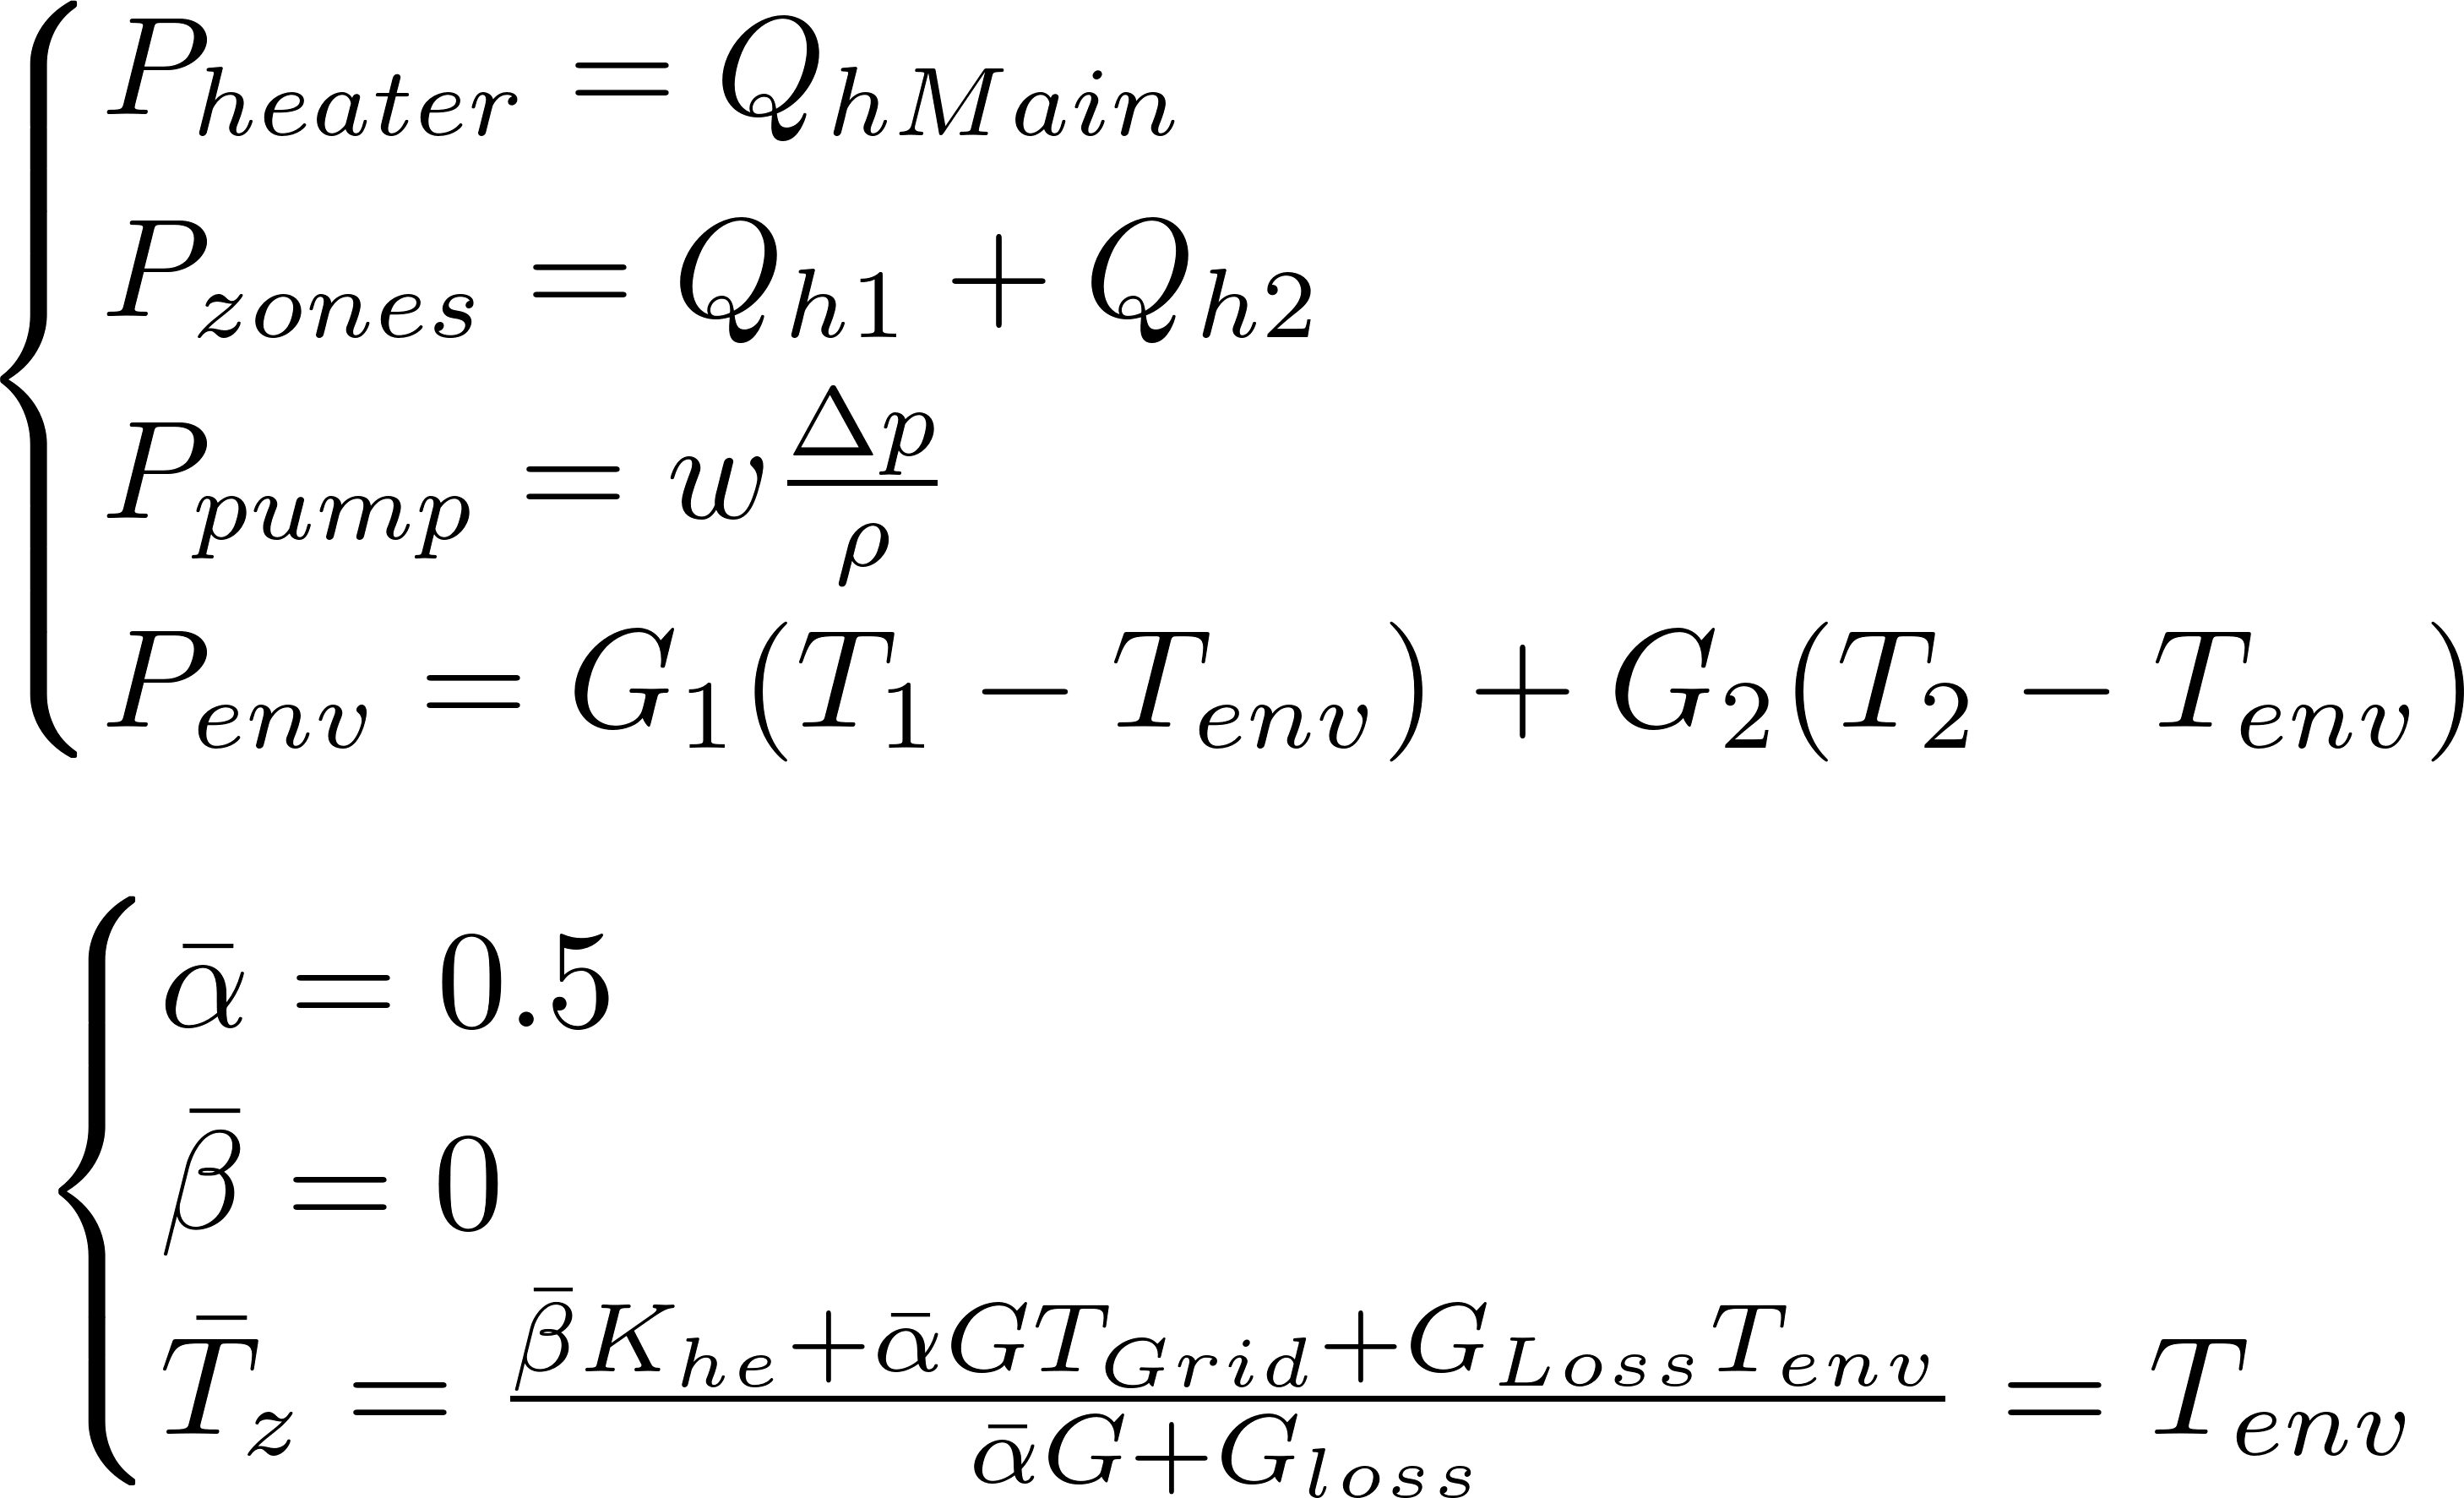 P_{heater} = Q_{hMain}
P_{zones} = Q_{h1} + Q_{h2}
P_{pump} = w \frac{\Delta p}{\rho}
P_{env} = G_1(T_1 - T_{env}) + G_2(T_2 - T_{env})
\bar{\alpha} = 0.5
\bar{\beta} = 0
\bar{T}_z = \frac{\bar{\beta} K_{he} + \bar{\alpha} G T_{Grid} + G_{Loss} T_{env}}{\bar{\alpha} G + G_{loss}} = T_{env}